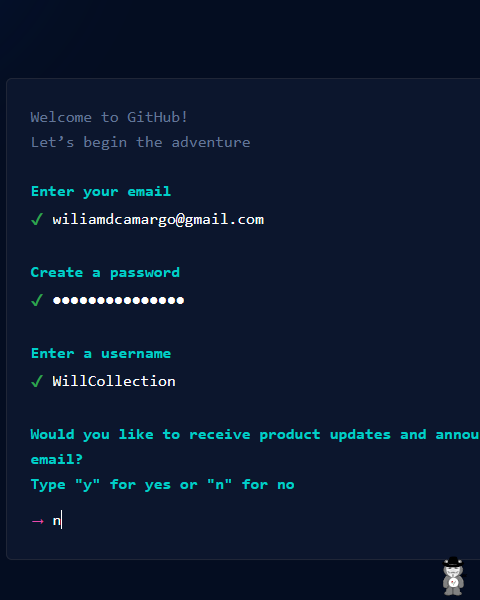 Welcome to GitHub!
Let’s begin the adventure
Enter your email
✓ wiliamdcamargo@gmail.com
Create a password
✓ ●●●●●●●●●●●●●●●
Enter a username
✓ WillCollection
Would you like to receive product updates and annou
email?
Type "y" for yes or "n" for no
→ n